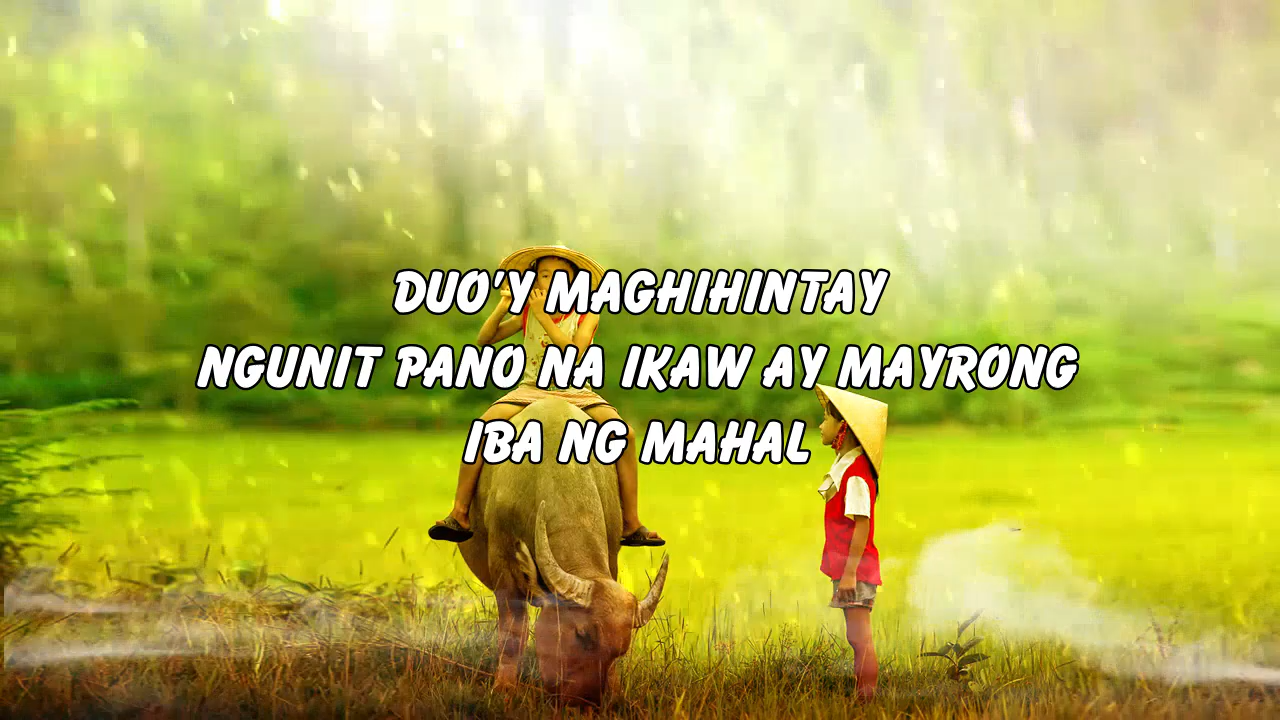 DUO'Y MAGHIHINTAY
NGUNIT PANO NA IKAW AY MAYRONG
IBA NG MAHAL